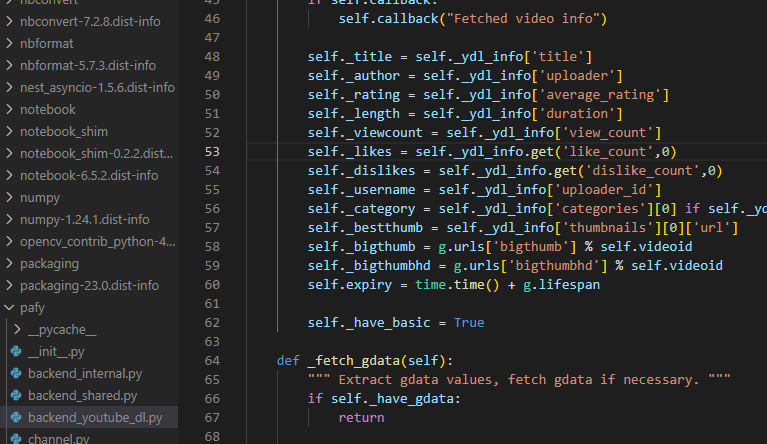 nbconvert
nbconvert-7.2.8.dist-info
nbformat
nbformat-5.7.3.dist-info
nest_asyncio-1.5.6.dist-info
notebook
notebook_shim
notebook_shim-0.2.2.dist...
notebook-6.5.2.dist-info
numpy
numpy-1.24.1.dist-info
opencv_contrib_python-4...
packaging
packaging-23.0.dist-info
pafy
__pycache__
__init__.py
backend_internal.py
backend_shared.py
backend_youtube_dl.py
channel.py
45 if self.callback:
46 self.callback("Fetched video info")
47
48 self._title = self._ydl_info['title']
49 self._author = self._ydl_info['uploader']
50 self._rating = self._ydl_info['average_rating']
51 self._length = self._ydl_info['duration']
52 self._viewcount = self._ydl_info['view_count']
53 self._likes = self._ydl_info.get('like_count',0)
54 self._dislikes = self._ydl_info.get('dislike_count',0)
55 self._username = self._ydl_info['uploader_id']
56 self._category = self._ydl_info['categories'][0] if self._yd
57 self._bestthumb = self._ydl_info['thumbnails'][0]['url']
58 self._bigthumb = g.urls['bigthumb'] % self.videoid
59 self._bigthumbhd = g.urls['bigthumbhd'] % self.videoid
60 self.expiry = time.time() + g.lifespan
61
62 self._have_basic = True
63
64 def _fetch_gdata(self):
65 """ Extract gdata values, fetch gdata if necessary. """
66 if self._have_gdata:
67 return
68